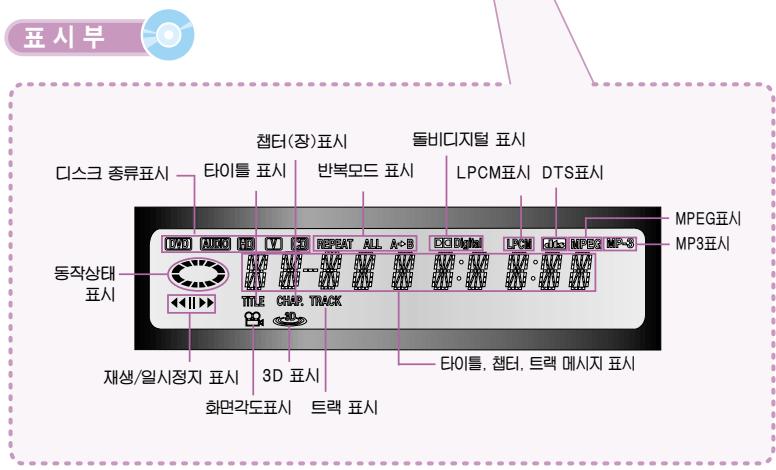 표시부
챕터(장)표시
돌비디지털 표시
디스크 종류표시
타이틀 표시
반복모드 표시
LPCM표시
DTS표시
MPEG표시
MP3표시
DVD AUDIO HD V CD REPEAT ALL A B Digital LPCM dts MPEG MP-3
동작상태
표시
TITLE CHAP. TRACK
3D
타이틀, 챕터, 트랙 메시지 표시
재생/일시정지 표시
3D 표시
화면각도표시
트랙 표시